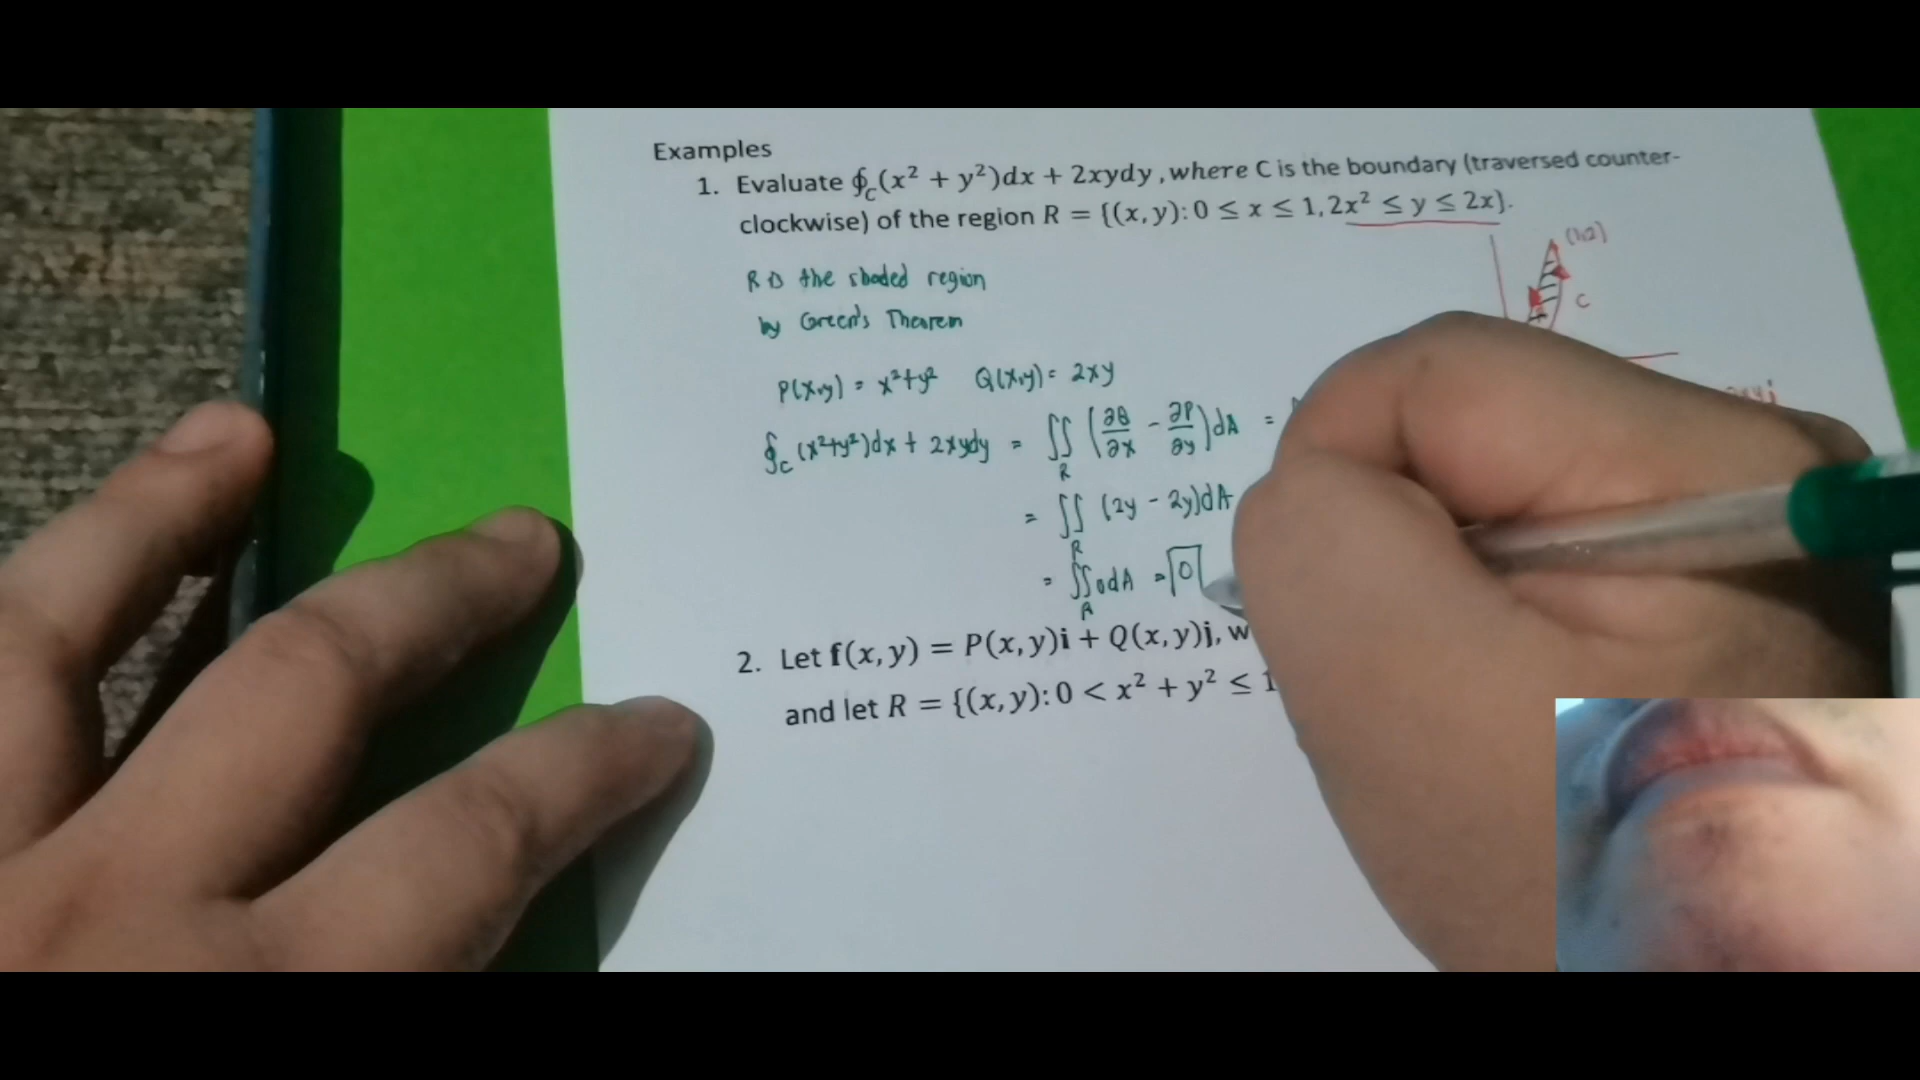 Examples
1. Evaluate ∮_C(x² + y²)dx + 2xydy, where C is the boundary (traversed counter-
clockwise) of the region R = {(x, y): 0 ≤ x ≤ 1, 2x² ≤ y ≤ 2x}.
(1,2)
R is the shaded region
C
by Green's Theorem
P(x,y) = x²+y² Q(x,y) = 2xy
∮_C (x²+y²)dx + 2xydy = ∬_R (∂Q/∂x - ∂P/∂y)dA =
= ∬_R (2y - 2y)dA
= ∬_R 0dA = 0
2. Let f(x, y) = P(x, y)i + Q(x, y)j,
and let R = {(x, y): 0 < x² + y² ≤ 1